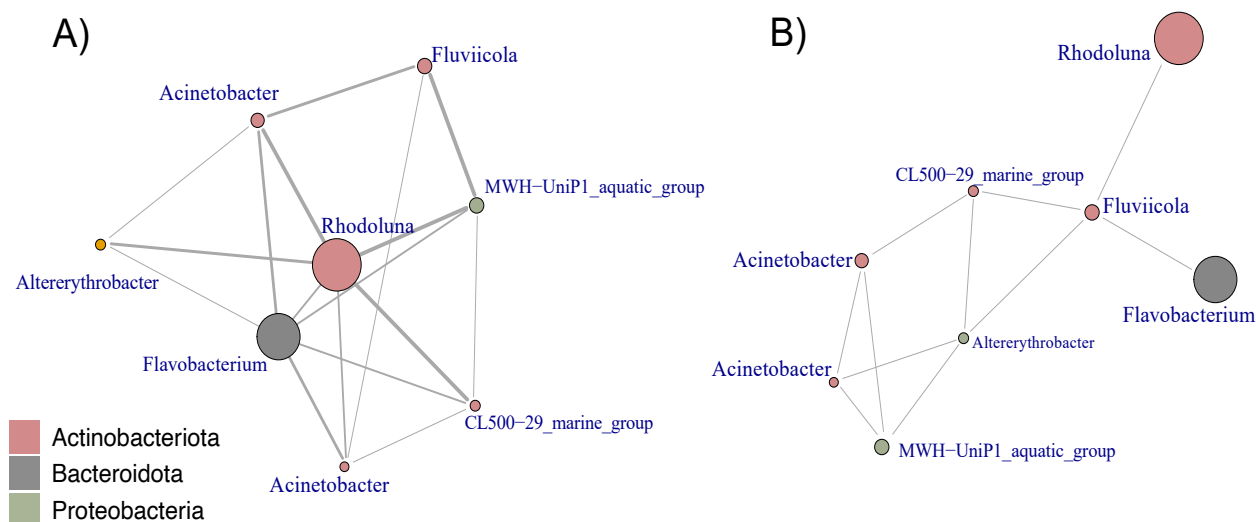 A)
Fluviicola
Acinetobacter
MWH−UniP1_aquatic_group
Rhodoluna
Altererythrobacter
Flavobacterium
CL500−29_marine_group
Acinetobacter
Actinobacteriota
Bacteroidota
Proteobacteria
B)
Rhodoluna
CL500−29_marine_group
Fluviicola
Acinetobacter
Flavobacterium
Altererythrobacter
Acinetobacter
MWH−UniP1_aquatic_group